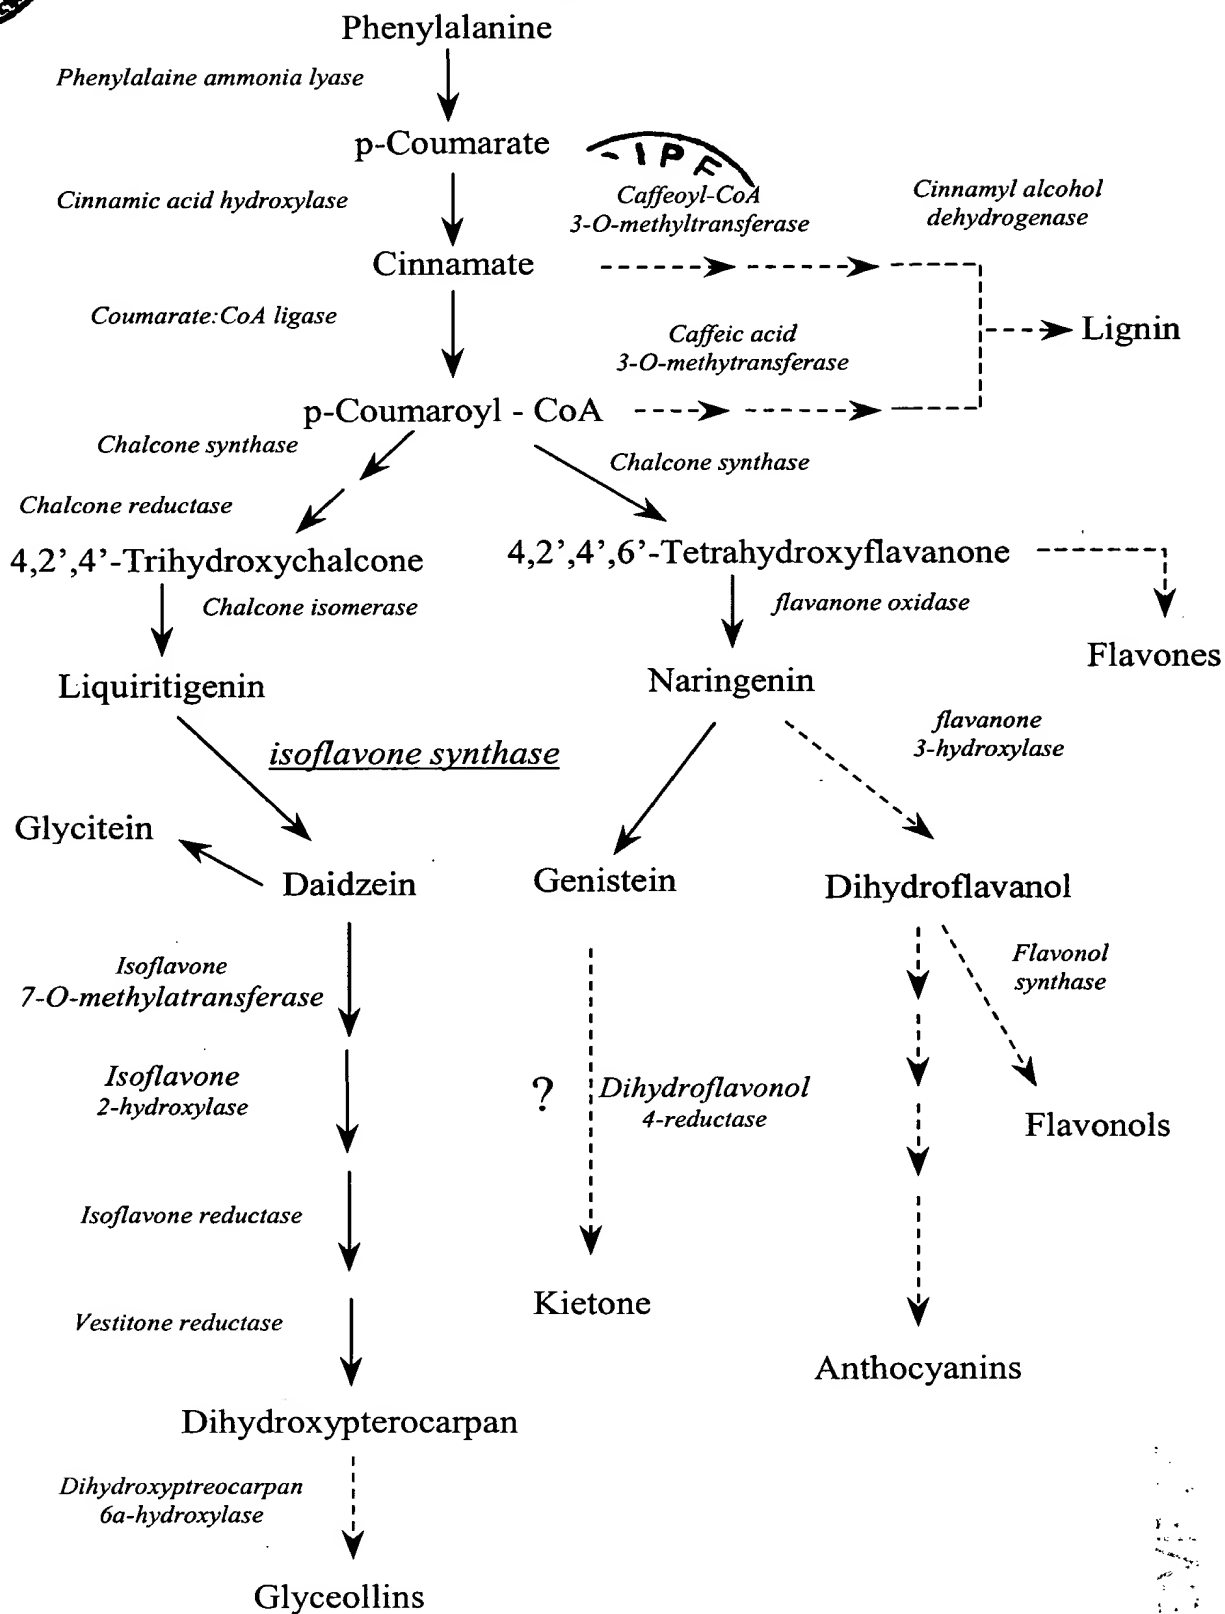 Phenylalanine
Phenylalaine ammonia lyase
p-Coumarate
-IPF
Cinnamic acid hydroxylase
Caffeoyl-CoA
3-O-methyltransferase
Cinnamyl alcohol
dehydrogenase
Cinnamate
Coumarate:CoA ligase
Caffeic acid
3-O-methytransferase
Lignin
p-Coumaroyl - CoA
Chalcone synthase
Chalcone synthase
Chalcone reductase
4,2',4'-Trihydroxychalcone
4,2',4',6'-Tetrahydroxyflavanone
Chalcone isomerase
flavanone oxidase
Flavones
Liquiritigenin
Naringenin
isoflavone synthase
flavanone
3-hydroxylase
Glycitein
Daidzein
Genistein
Dihydroflavanol
Isoflavone
7-O-methylatransferase
Flavonol
synthase
Isoflavone
2-hydroxylase
?
Dihydroflavonol
4-reductase
Flavonols
Isoflavone reductase
Kietone
Vestitone reductase
Anthocyanins
Dihydroxypterocarpan
Dihydroxyptreocarpan
6a-hydroxylase
Glyceollins